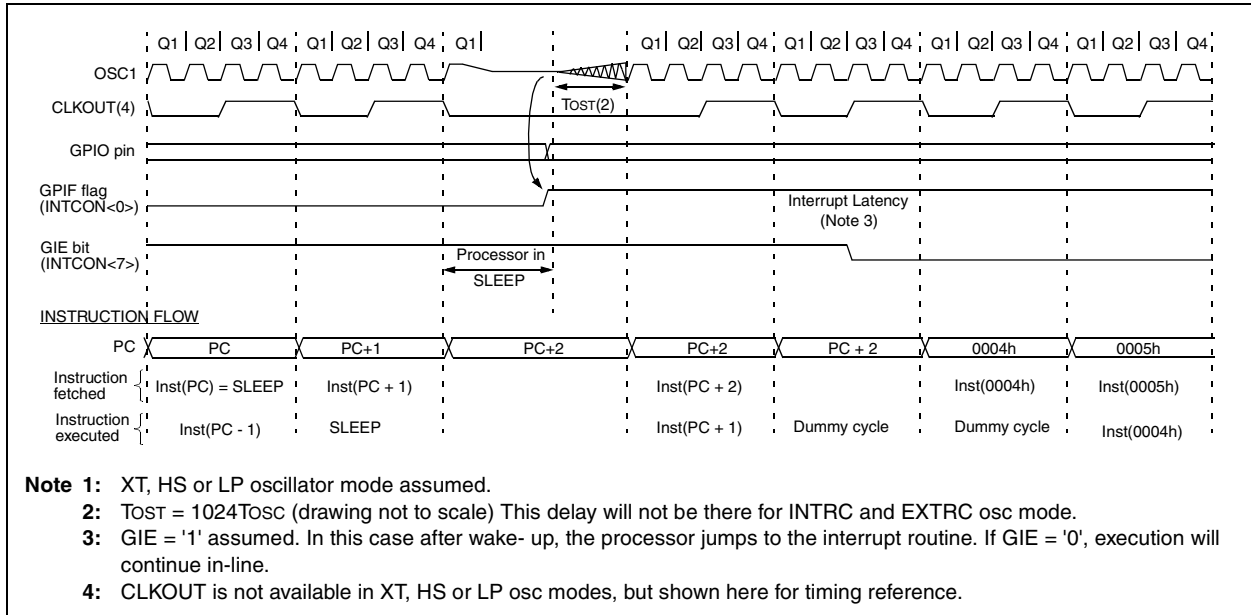 Q1 Q2 Q3 Q4 Q1 Q2 Q3 Q4 Q1 Q1 Q2 Q3 Q4 Q1 Q2 Q3 Q4 Q1 Q2 Q3 Q4 Q1 Q2 Q3 Q4
OSC1
TOST(2)
CLKOUT(4)
GPIO pin
GPIF flag
(INTCON<0>)
Interrupt Latency
(Note 3)
GIE bit
(INTCON<7>)
Processor in
SLEEP
INSTRUCTION FLOW
PC PC PC+1 PC+2 PC+2 PC + 2 0004h 0005h
Instruction
fetched
Inst(PC) = SLEEP Inst(PC + 1) Inst(PC + 2) Inst(0004h) Inst(0005h)
Instruction
executed
Inst(PC - 1) SLEEP Inst(PC + 1) Dummy cycle Dummy cycle Inst(0004h)
Note 1: XT, HS or LP oscillator mode assumed.
2: TOST = 1024TOSC (drawing not to scale) This delay will not be there for INTRC and EXTRC osc mode.
3: GIE = '1' assumed. In this case after wake- up, the processor jumps to the interrupt routine. If GIE = '0', execution will
continue in-line.
4: CLKOUT is not available in XT, HS or LP osc modes, but shown here for timing reference.